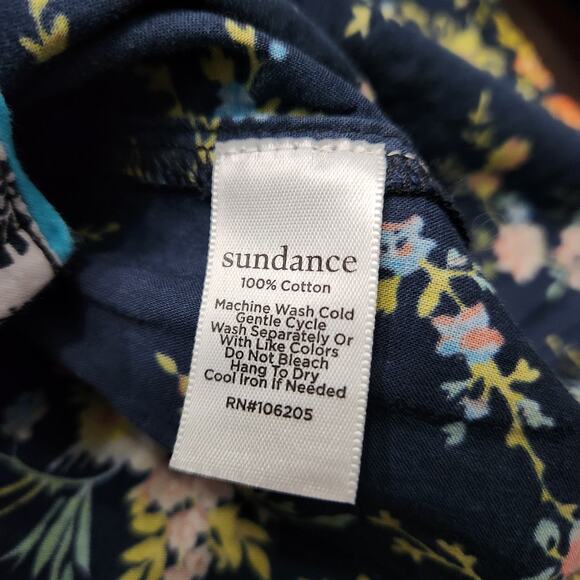 sundance
100% Cotton
Machine Wash Cold
Gentle Cycle
Wash Separately Or
With Like Colors
Do Not Bleach
Hang To Dry
Cool Iron If Needed
RN#106205